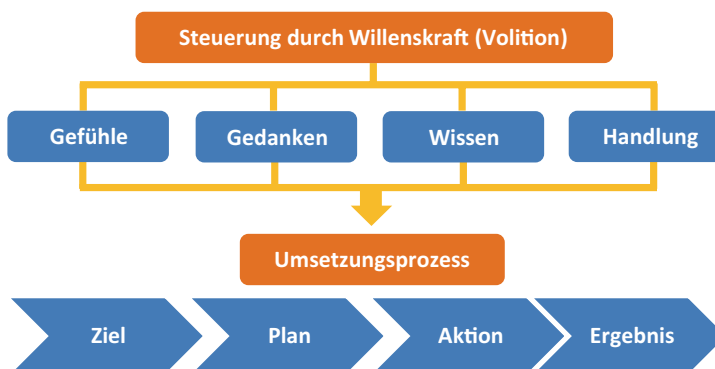 Steuerung durch Willenskraft (Volition)
Gefühle
Gedanken
Wissen
Handlung
Umsetzungsprozess
Ziel
Plan
Aktion
Ergebnis